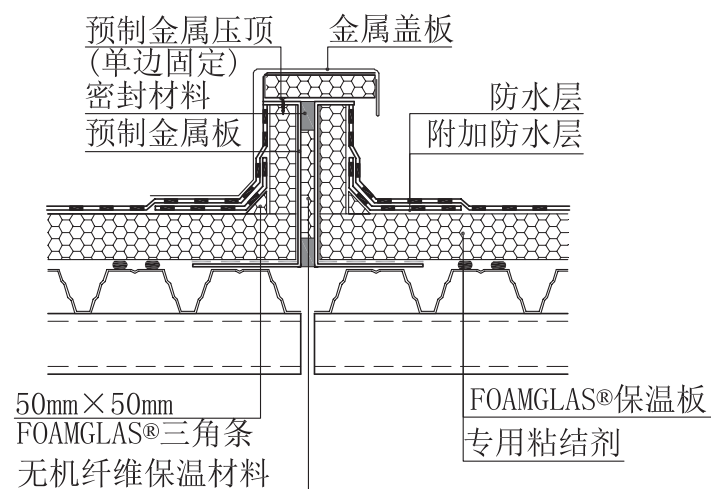 预制金属压顶
(单边固定)
密封材料
预制金属板
金属盖板
防水层
附加防水层
50mm×50mm
FOAMGLAS®三角条
无机纤维保温材料
FOAMGLAS®保温板
专用粘结剂